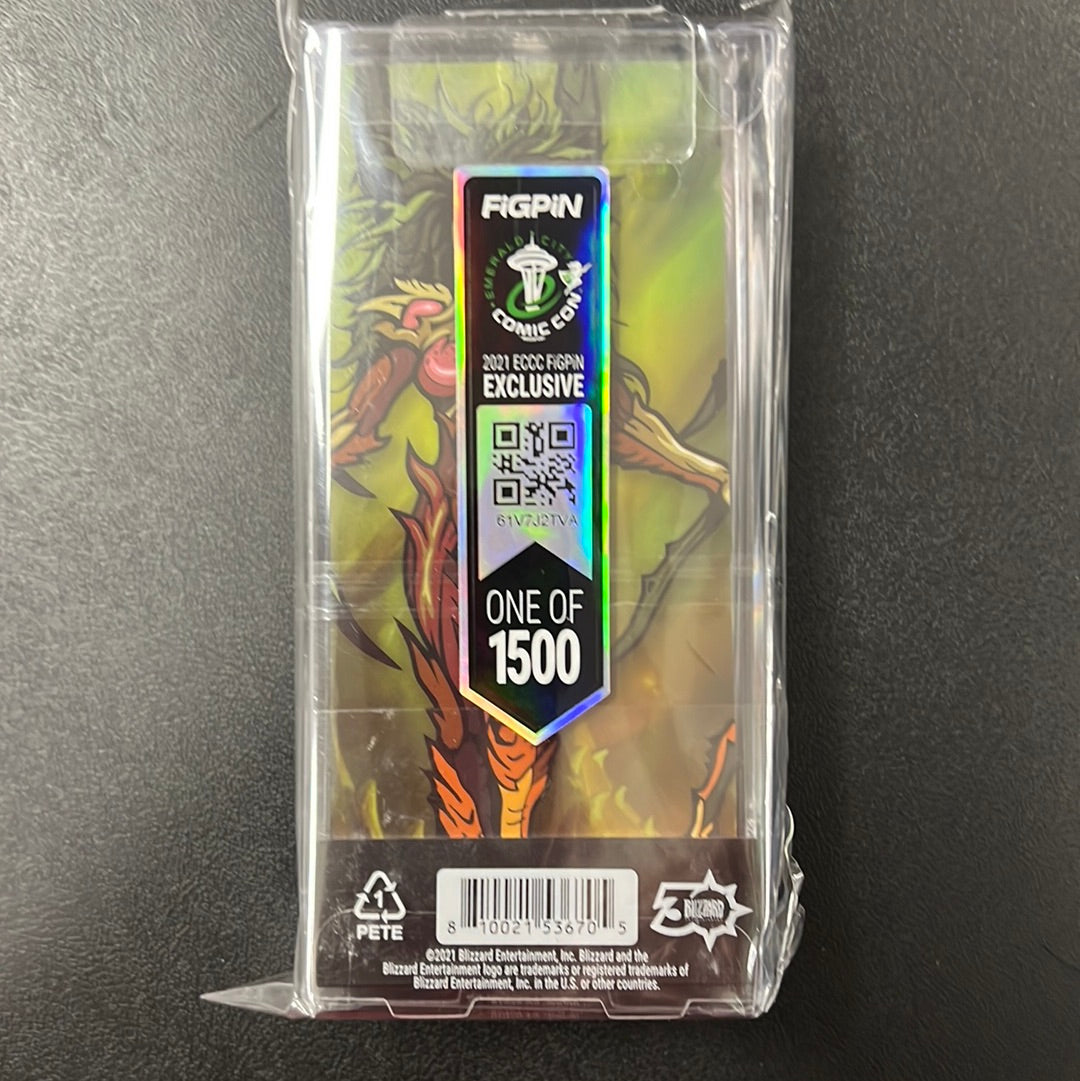 FiGPiN
EMERALD CITY
COMIC CON
2021 ECCC FiGPiN
EXCLUSIVE
61V7J2TVA
ONE OF
1500
1
PETE
8 10021 53670 5
30 BLIZZARD
©2021 Blizzard Entertainment, Inc. Blizzard and the
Blizzard Entertainment logo are trademarks or registered trademarks of
Blizzard Entertainment, Inc. in the U.S. or other countries.